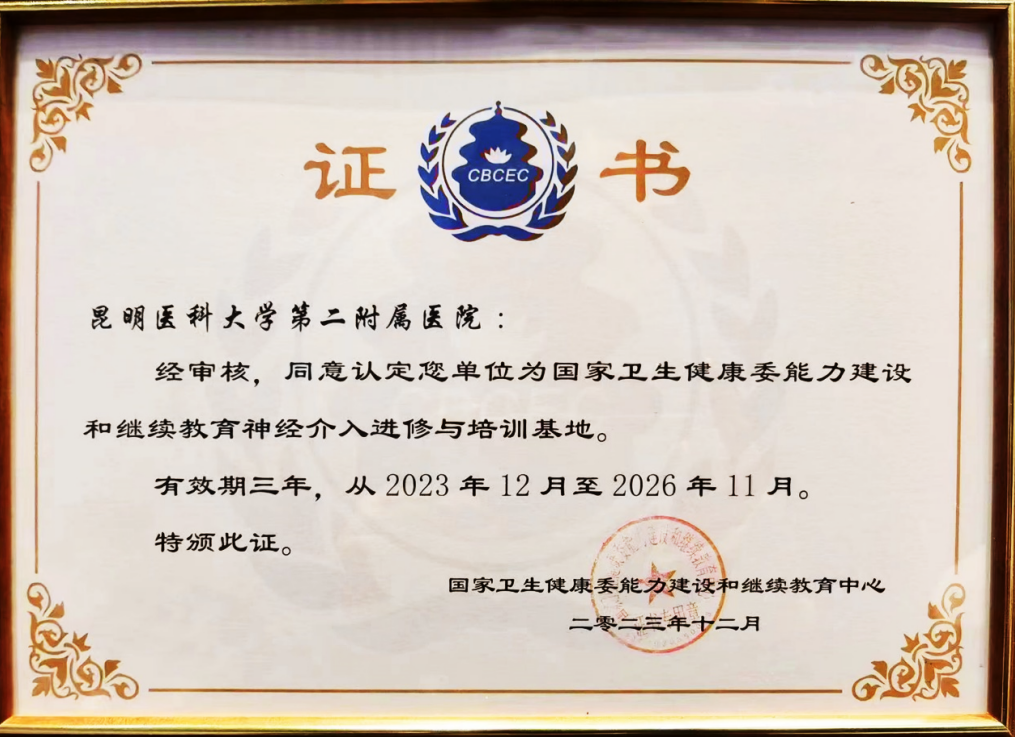 证 CBCEC 书
昆明医科大学第二附属医院：
经审核，同意认定您单位为国家卫生健康委能力建设
和继续教育神经介入进修与培训基地。
有效期三年，从 2023 年 12 月至 2026 年 11 月。
特颁此证。
国家卫生健康委能力建设和继续教育中心
二零二三年十二月